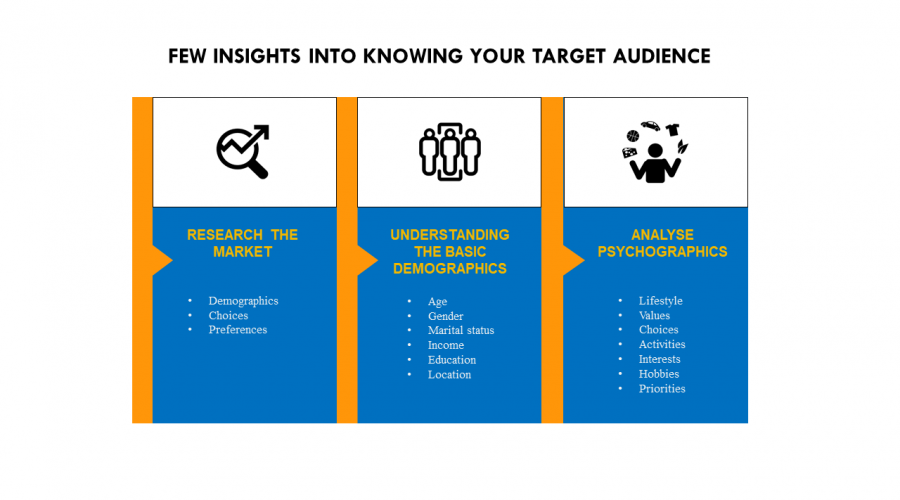 FEW INSIGHTS INTO KNOWING YOUR TARGET AUDIENCE
RESEARCH THE
MARKET
• Demographics
• Choices
• Preferences
UNDERSTANDING
THE BASIC
DEMOGRAPHICS
• Age
• Gender
• Marital status
• Income
• Education
• Location
ANALYSE
PSYCHOGRAPHICS
• Lifestyle
• Values
• Choices
• Activities
• Interests
• Hobbies
• Priorities